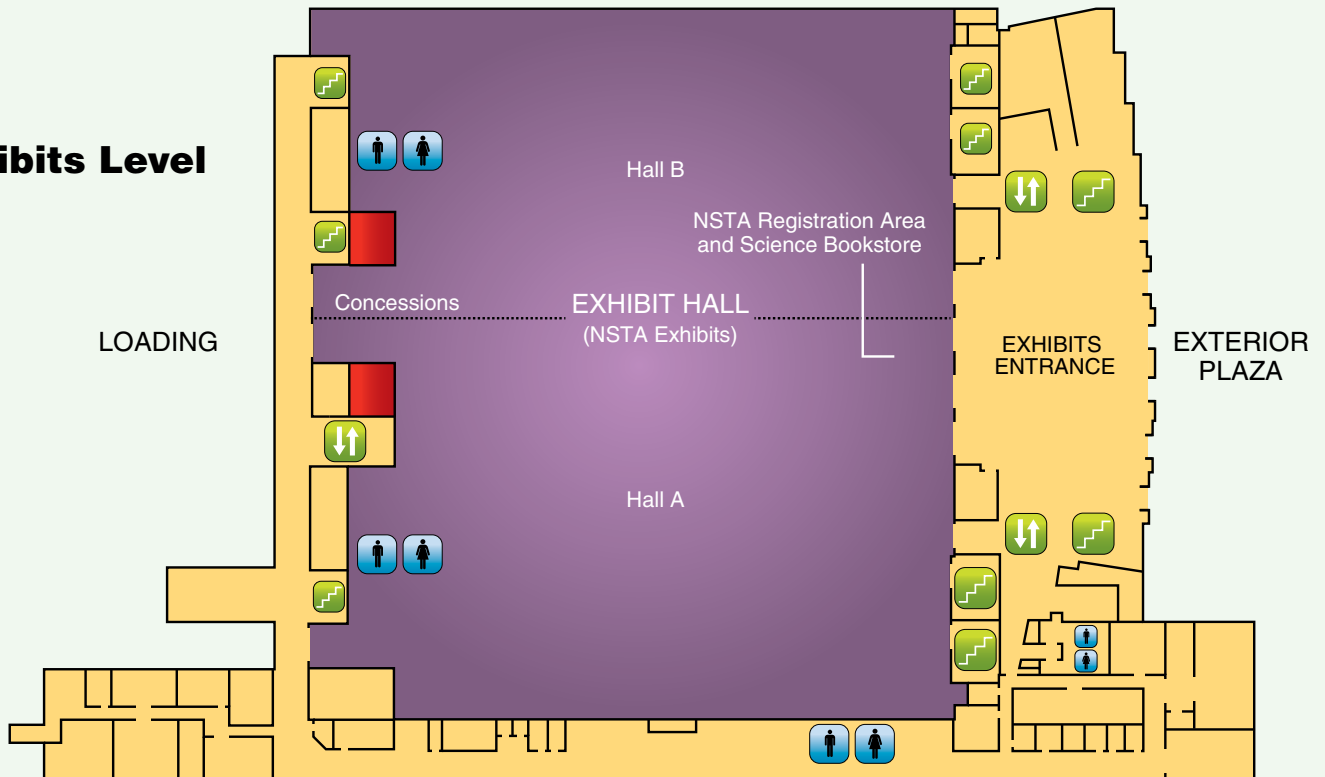 ibits Level
Hall B
NSTA Registration Area
and Science Bookstore
Concessions
EXHIBIT HALL
(NSTA Exhibits)
LOADING
EXHIBITS
ENTRANCE
EXTERIOR
PLAZA
Hall A